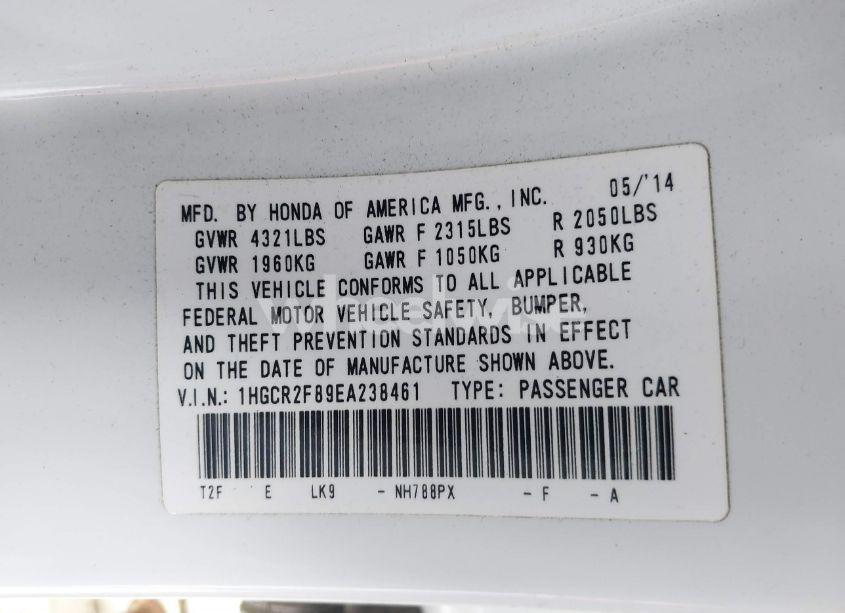 MFD. BY HONDA OF AMERICA MFG., INC. 05/'14
GVWR 4321LBS GAWR F 2315LBS R 2050LBS
GVWR 1960KG GAWR F 1050KG R 930KG
THIS VEHICLE CONFORMS TO ALL APPLICABLE
FEDERAL MOTOR VEHICLE SAFETY, BUMPER,
AND THEFT PREVENTION STANDARDS IN EFFECT
ON THE DATE OF MANUFACTURE SHOWN ABOVE.
V.I.N.: 1HGCR2F89EA238461 TYPE: PASSENGER CAR
T2F E LK9 - NH788PX - F - A